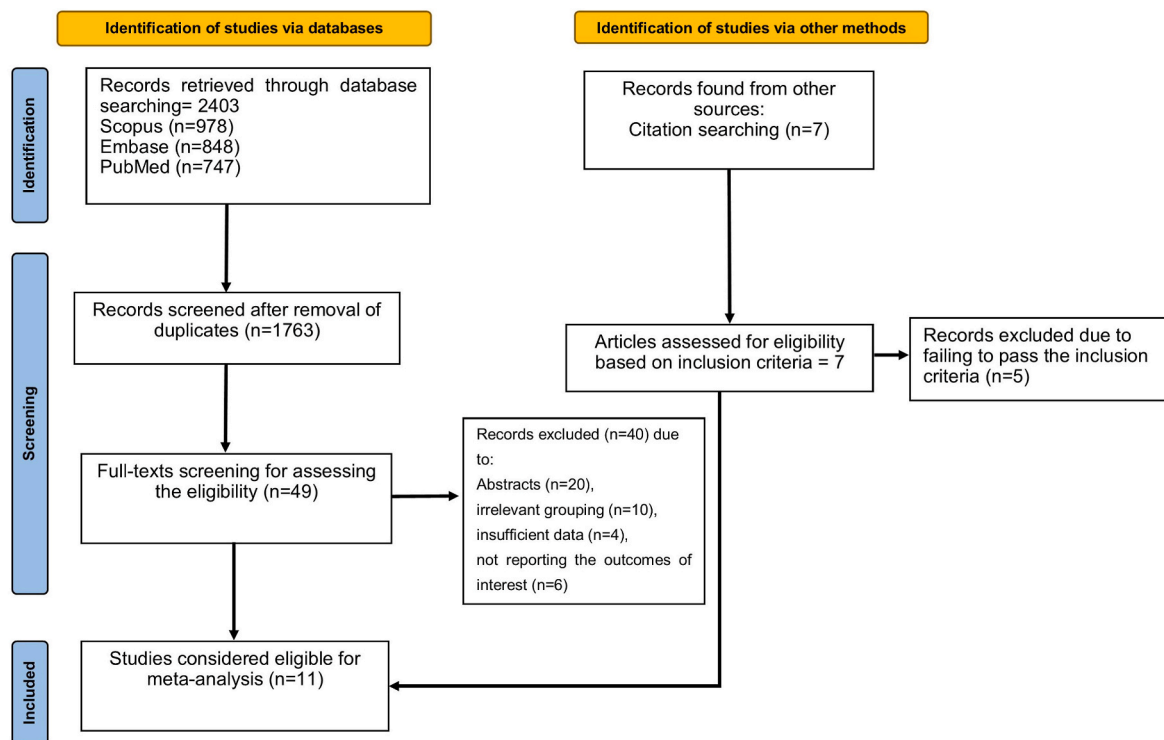 Identification of studies via databases
Identification of studies via other methods
Identification
Records retrieved through database
searching= 2403
Scopus (n=978)
Embase (n=848)
PubMed (n=747)
Records found from other
sources:
Citation searching (n=7)
Screening
Records screened after removal of
duplicates (n=1763)
Articles assessed for eligibility
based on inclusion criteria = 7
Records excluded due to
failing to pass the inclusion
criteria (n=5)
Full-texts screening for assessing
the eligibility (n=49)
Records excluded (n=40) due
to:
Abstracts (n=20),
irrelevant grouping (n=10),
insufficient data (n=4),
not reporting the outcomes of
interest (n=6)
Included
Studies considered eligible for
meta-analysis (n=11)